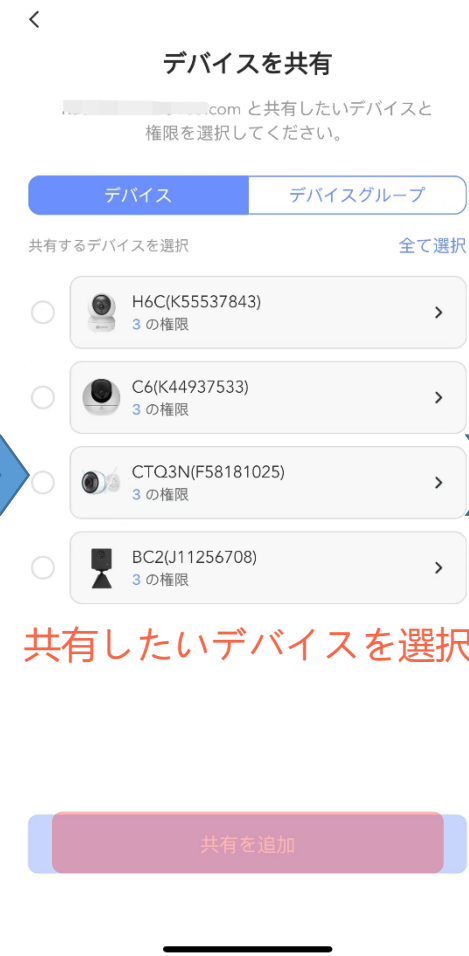 デバイスを共有
.com と共有したいデバイスと
権限を選択してください。
デバイス
デバイスグループ
共有するデバイスを選択
全て選択
H6C(K55537843)
3 の権限
C6(K44937533)
3 の権限
CTQ3N(F58181025)
3 の権限
BC2(J11256708)
3 の権限
共有したいデバイスを選択
共有を追加